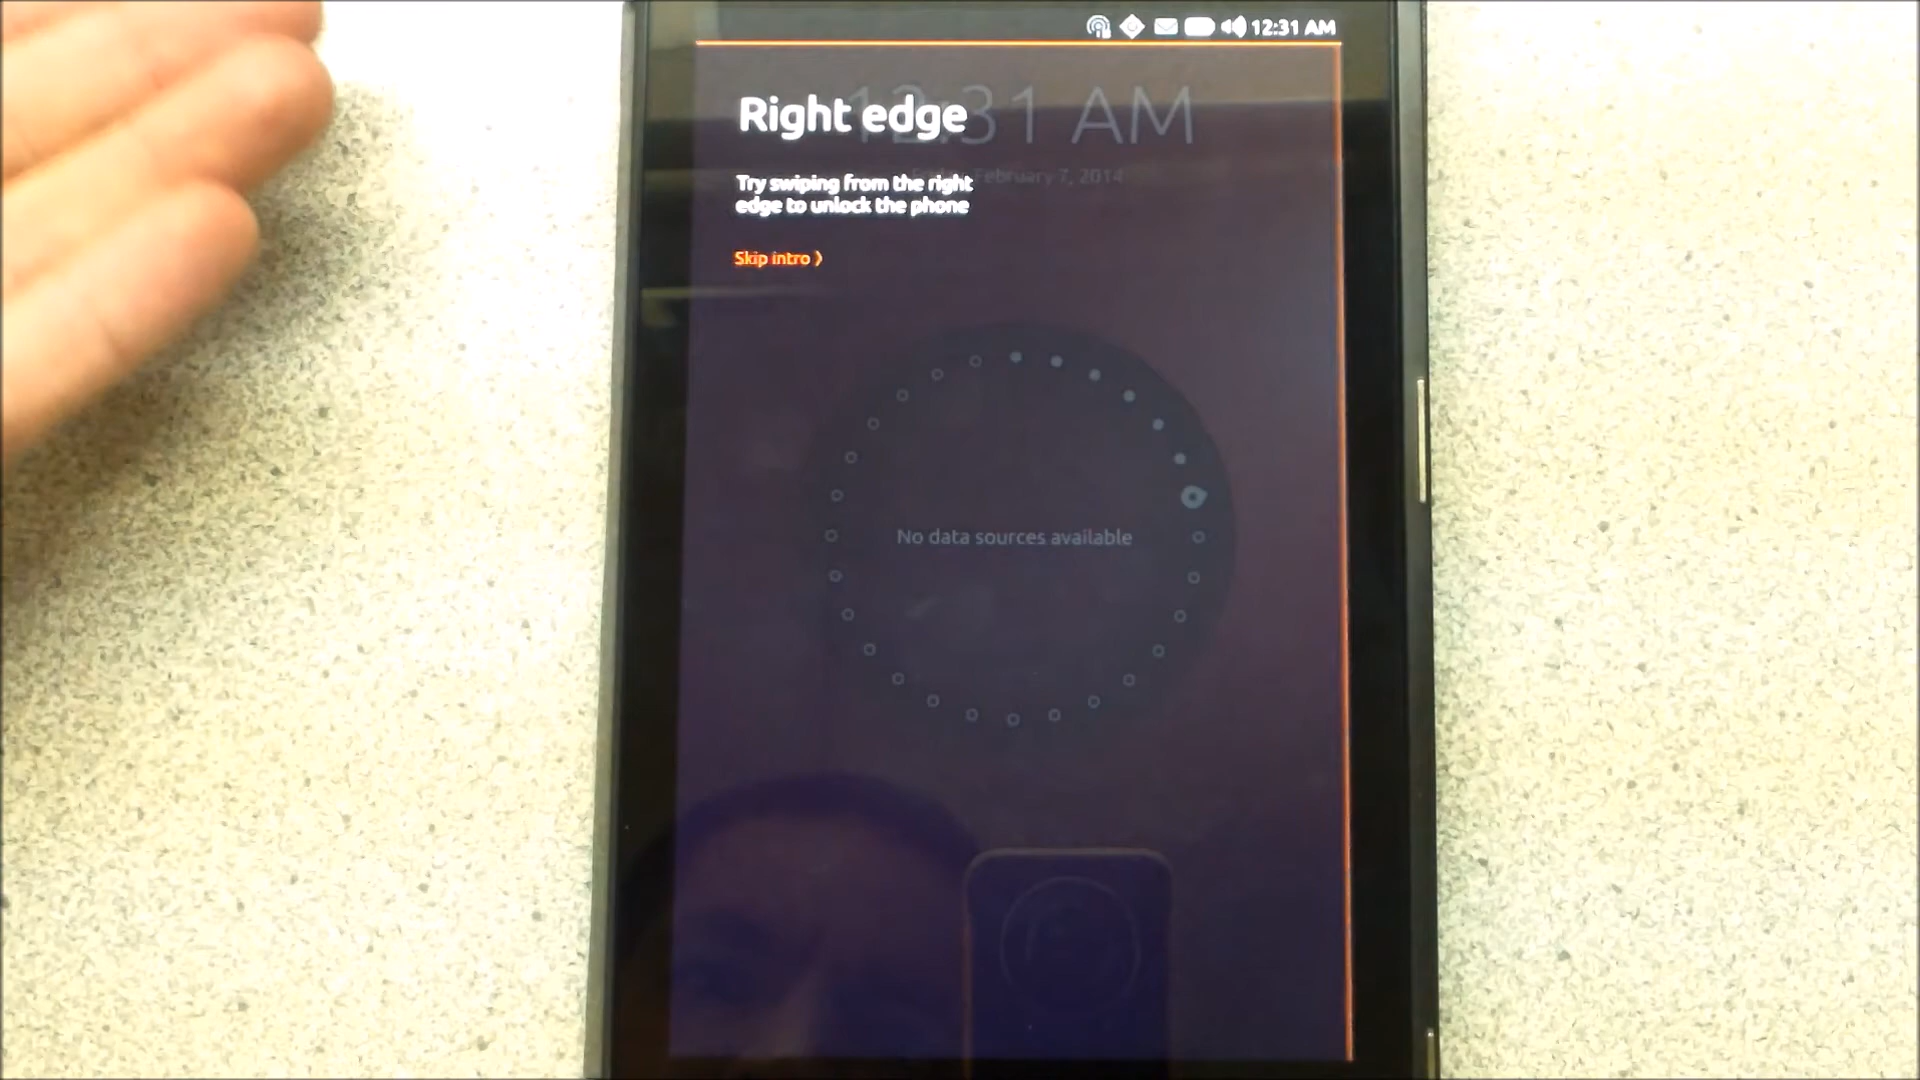 12:31 AM
12:31 AM
Right edge
February 7, 2014
Try swiping from the right
edge to unlock the phone
Skip intro ❯
No data sources available